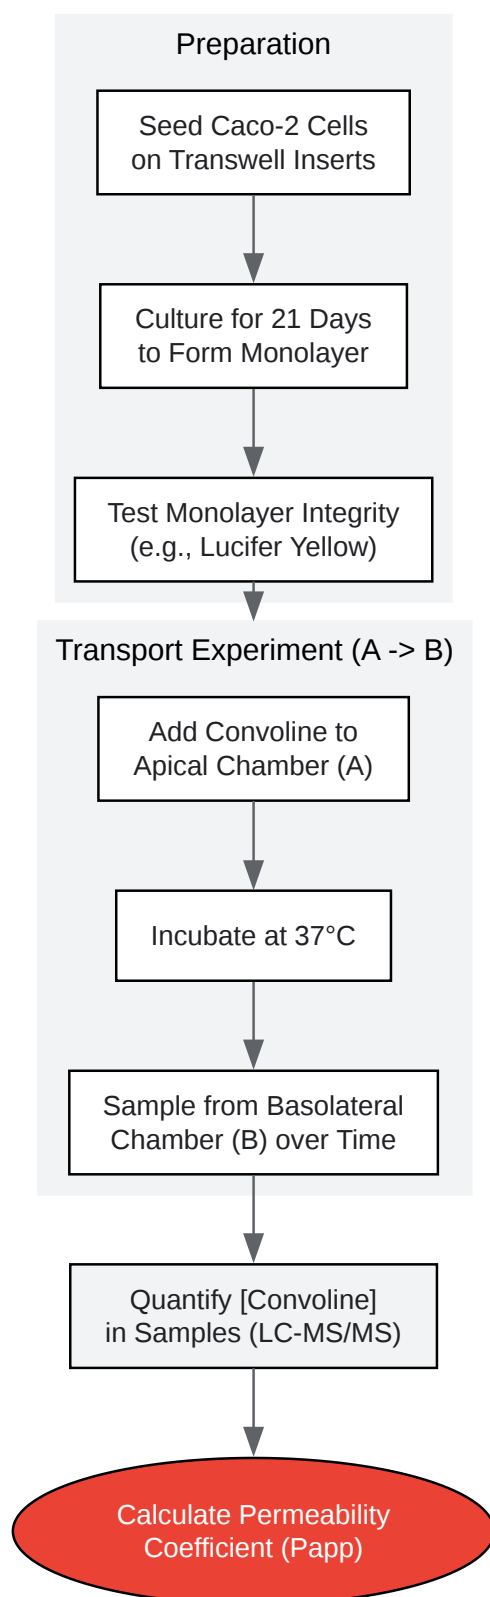 Preparation
Seed Caco-2 Cells
on Transwell Inserts
Culture for 21 Days
to Form Monolayer
Test Monolayer Integrity
(e.g., Lucifer Yellow)
Transport Experiment (A -> B)
Add Convoline to
Apical Chamber (A)
Incubate at 37°C
Sample from Basolateral
Chamber (B) over Time
Quantify [Convoline]
in Samples (LC-MS/MS)
Calculate Permeability
Coefficient (Papp)